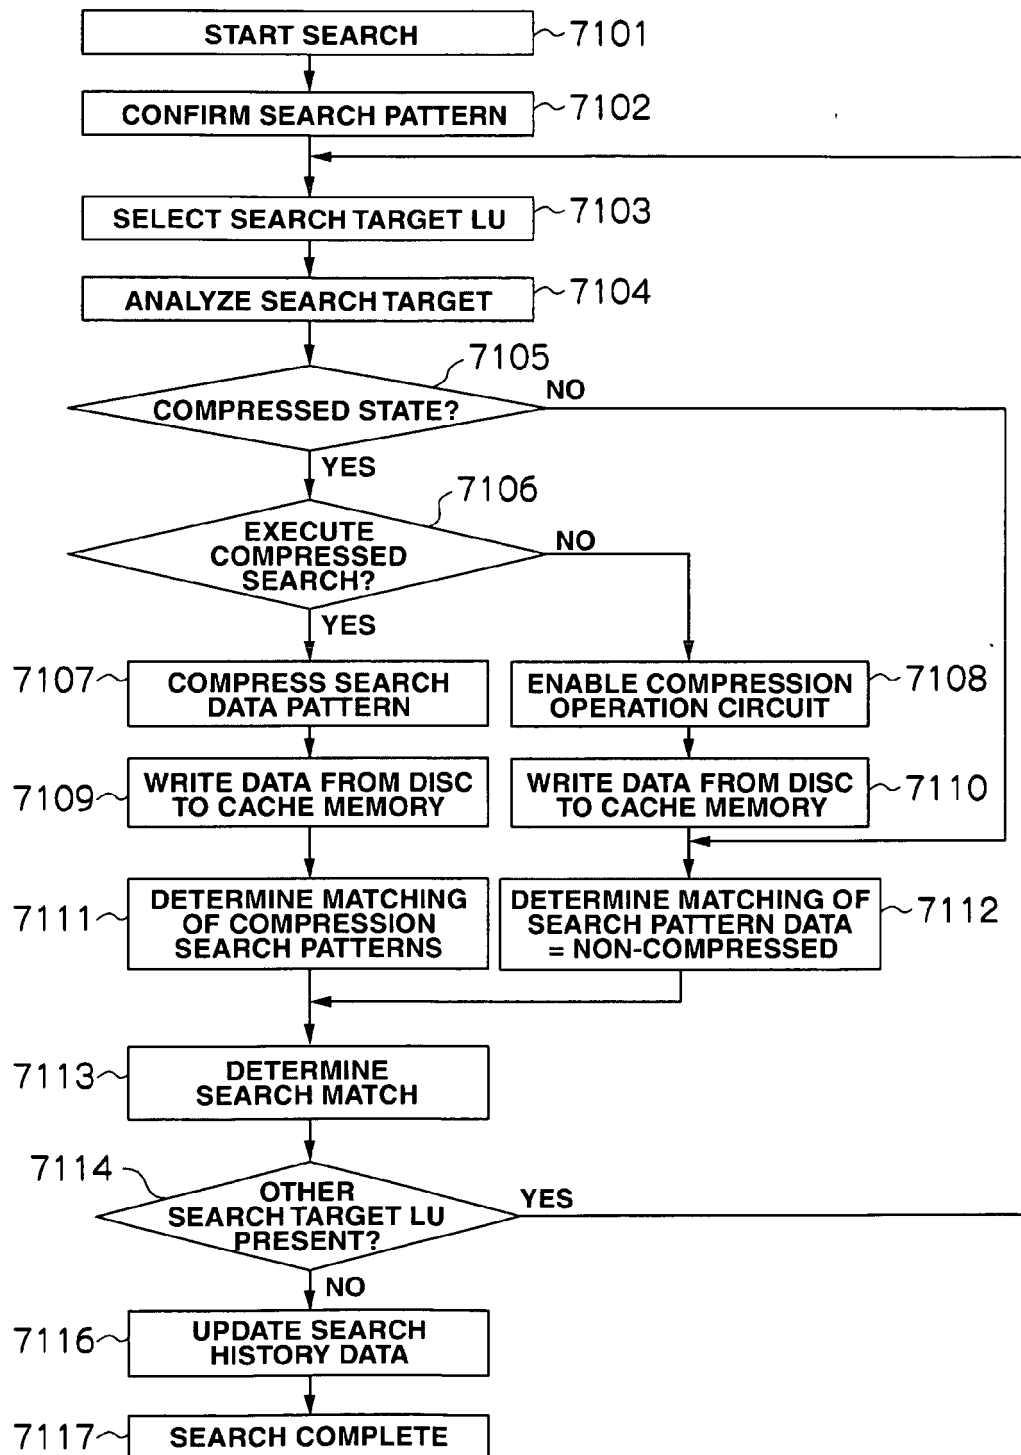 START SEARCH 7101
CONFIRM SEARCH PATTERN 7102
SELECT SEARCH TARGET LU 7103
ANALYZE SEARCH TARGET 7104
7105
COMPRESSED STATE? NO
YES
7106
EXECUTE
COMPRESSED
SEARCH?
NO
YES
7107
COMPRESS SEARCH
DATA PATTERN
ENABLE COMPRESSION
OPERATION CIRCUIT
7108
7109
WRITE DATA FROM DISC
TO CACHE MEMORY
WRITE DATA FROM DISC
TO CACHE MEMORY
7110
7111
DETERMINE MATCHING
OF COMPRESSION
SEARCH PATTERNS
DETERMINE MATCHING OF
SEARCH PATTERN DATA
= NON-COMPRESSED
7112
7113
DETERMINE
SEARCH MATCH
7114
OTHER
SEARCH TARGET LU
PRESENT?
YES
NO
7116
UPDATE SEARCH
HISTORY DATA
7117 SEARCH COMPLETE